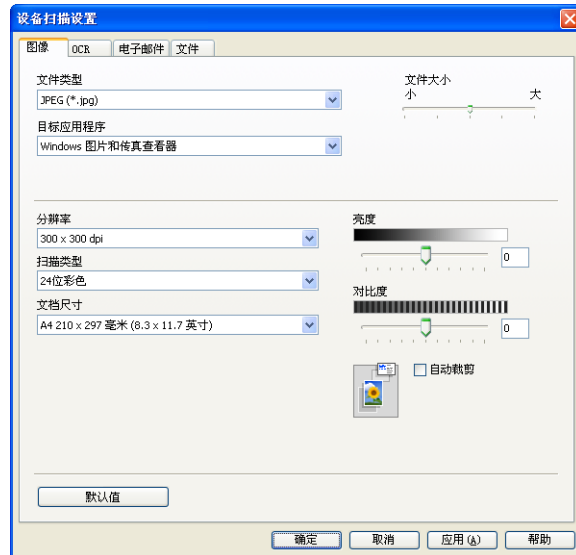 设备扫描设置
图像 OCR 电子邮件 文件
文件类型
JPEG (*.jpg)
文件大小
小 大
目标应用程序
Windows 图片和传真查看器
分辨率
300 x 300 dpi
扫描类型
24位彩色
文档尺寸
A4 210 x 297 毫米 (8.3 x 11.7 英寸)
亮度
0
对比度
0
自动裁剪
默认值
确定 取消 应用(A) 帮助